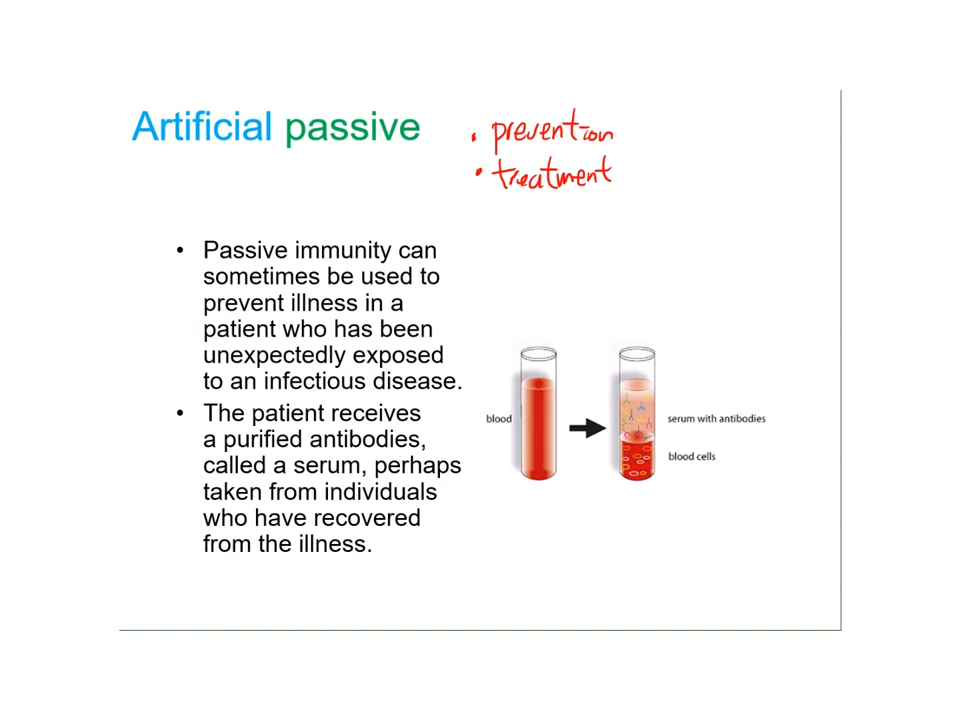 Artificial passive
• prevention
• treatment
• Passive immunity can
sometimes be used to
prevent illness in a
patient who has been
unexpectedly exposed
to an infectious disease.
• The patient receives
a purified antibodies,
called a serum, perhaps
taken from individuals
who have recovered
from the illness.
blood
serum with antibodies
blood cells